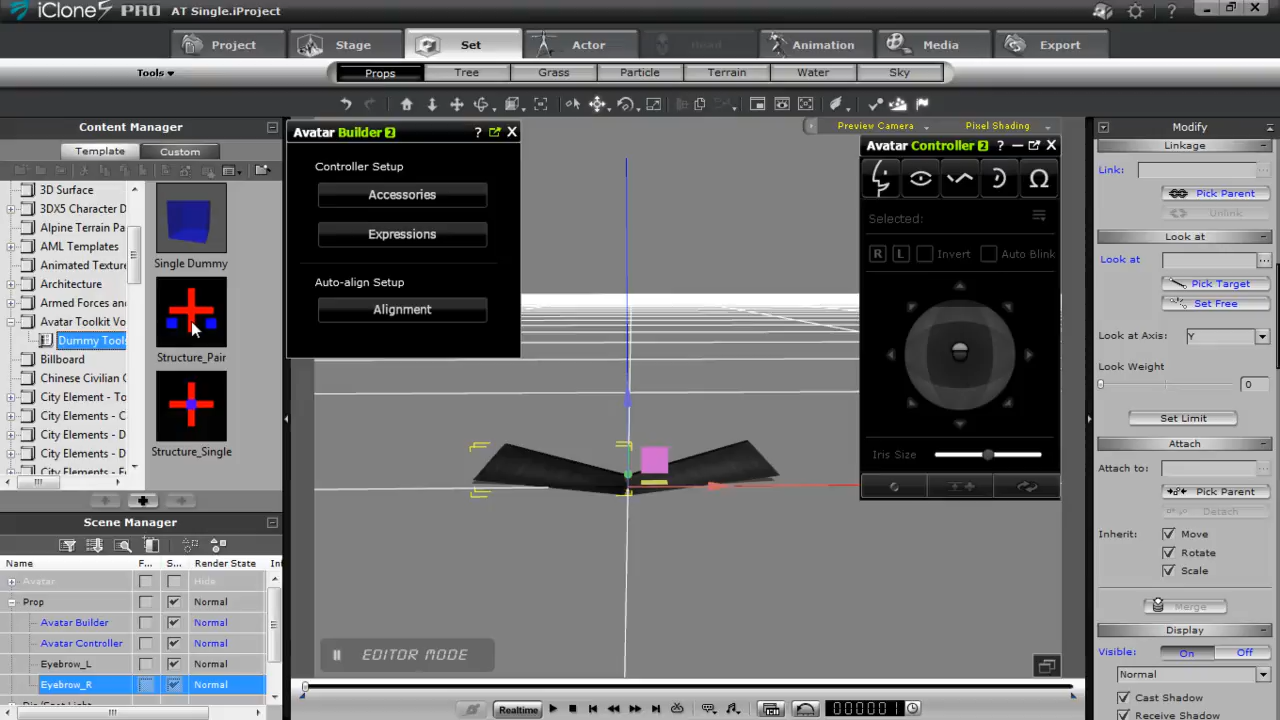 iClone5 PRO AT Single.iProject
Project Stage Set Actor Head Animation Media Export
Tools Props Tree Grass Particle Terrain Water Sky
Content Manager
Template Custom
3D Surface
3DX5 Character D
Alpine Terrain Pa
AML Templates
Animated Texture
Architecture
Armed Forces and
Avatar Toolkit Vo
Dummy Tools
Billboard
Chinese Civilian C
City Element - To
City Elements - C
City Elements - D
City Elements - D
City Elements - E
Single Dummy
Structure_Pair
Structure_Single
Scene Manager
Name F... S... Render State
Avatar Hide
Prop Normal
Avatar Builder Normal
Avatar Controller Normal
Eyebrow_L Normal
Eyebrow_R Normal
Avatar Builder 2 ?
Controller Setup
Accessories
Expressions
Auto-align Setup
Alignment
Preview Camera Pixel Shading
Avatar Controller 2 ?
Selected:
R L Invert Auto Blink
Iris Size
EDITOR MODE
Realtime 00000
Modify
Linkage
Link:
Pick Parent
Unlink
Look at
Look at
Pick Target
Set Free
Look at Axis: Y
Look Weight
0
Set Limit
Attach
Attach to:
Pick Parent
Detach
Inherit: Move
Rotate
Scale
Merge
Display
Visible: On Off
Normal
Cast Shadow
Receive Shadow